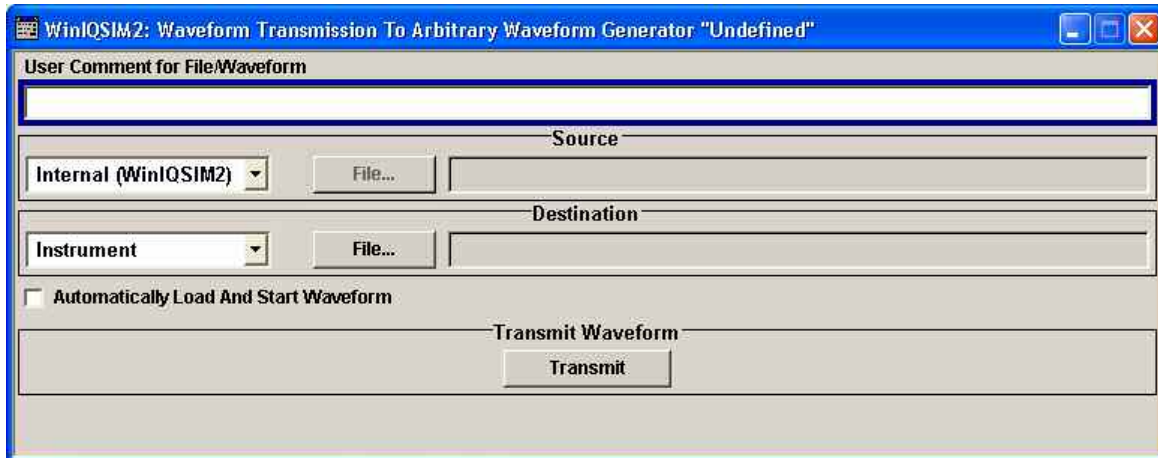 WinIQSIM2: Waveform Transmission To Arbitrary Waveform Generator "Undefined"
User Comment for File/Waveform
Source
Internal (WinIQSIM2) File...
Destination
Instrument File...
Automatically Load And Start Waveform
Transmit Waveform
Transmit